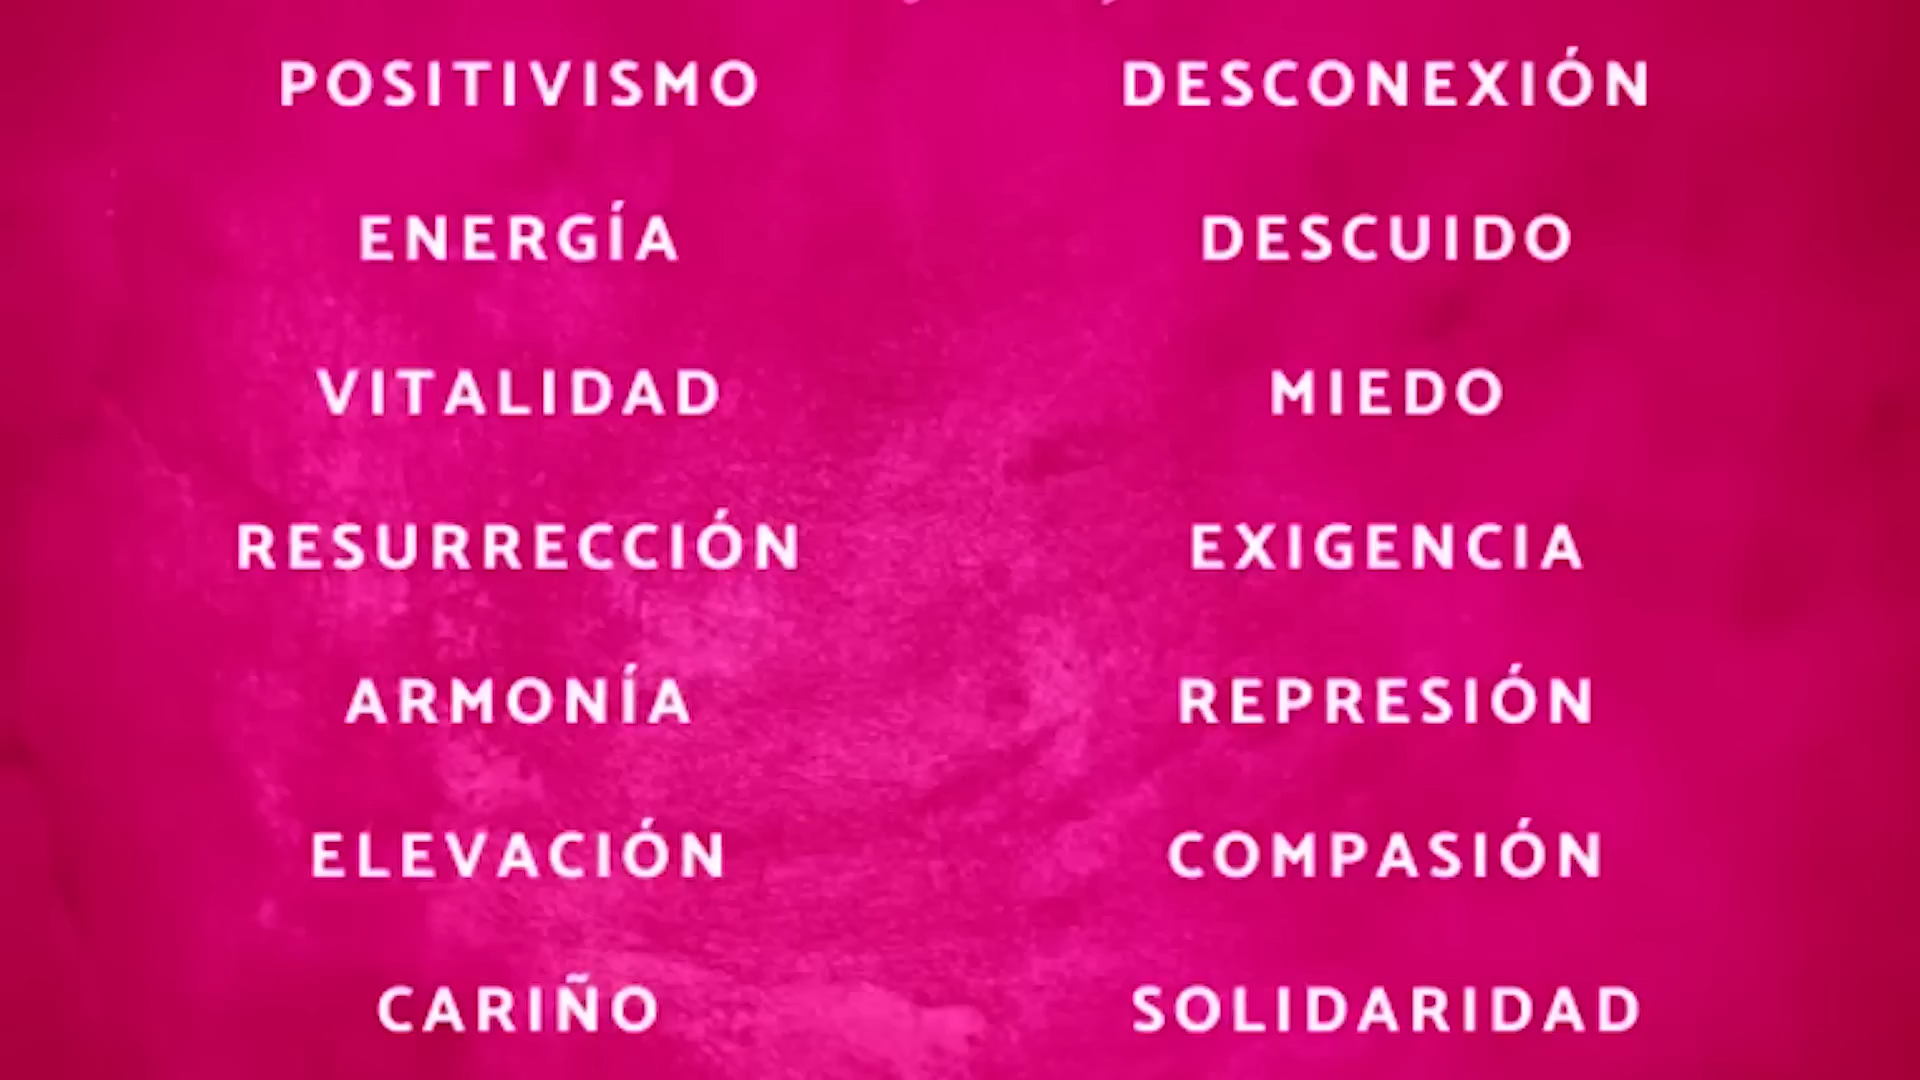 POSITIVISMO
DESCONEXIÓN
ENERGÍA
DESCUIDO
VITALIDAD
MIEDO
RESURRECCIÓN
EXIGENCIA
ARMONÍA
REPRESIÓN
ELEVACIÓN
COMPASIÓN
CARIÑO
SOLIDARIDAD